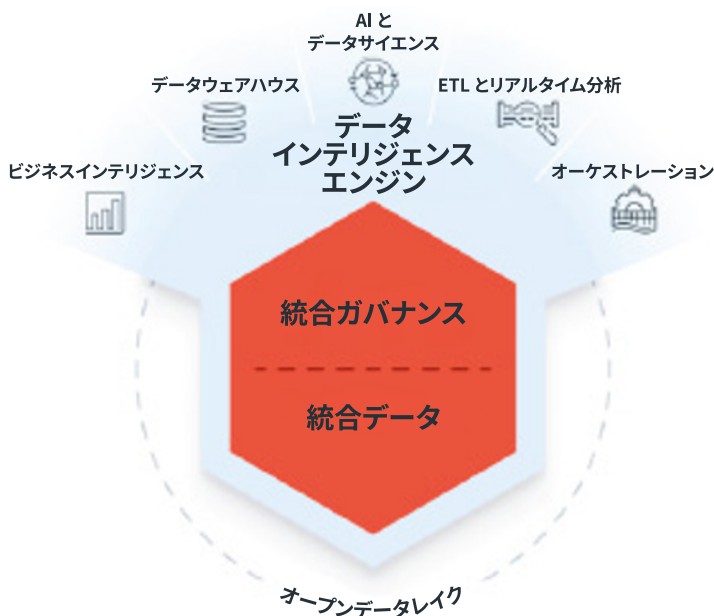 AI と
データサイエンス
データウェアハウス
ETL とリアルタイム分析
データ
インテリジェンス
エンジン
ビジネスインテリジェンス
オーケストレーション
統合ガバナンス
統合データ
オープンデータレイク